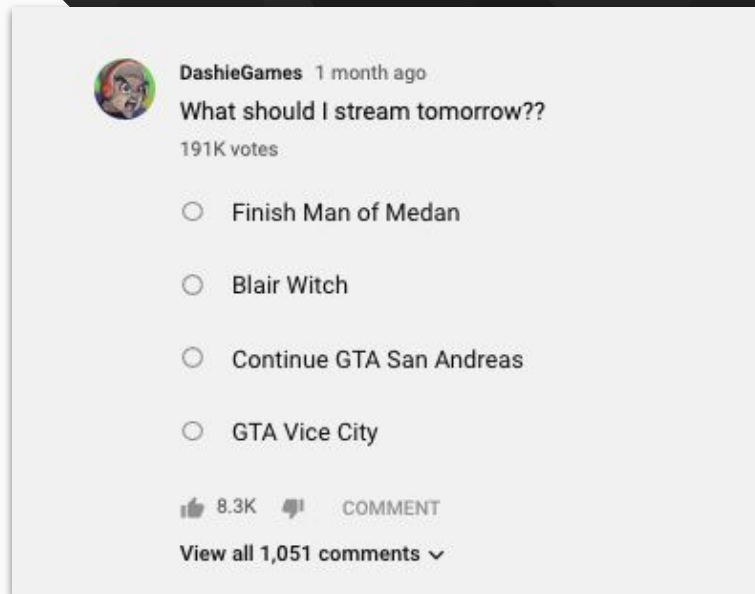 DashieGames 1 month ago
What should I stream tomorrow??
191K votes
Finish Man of Medan
Blair Witch
Continue GTA San Andreas
GTA Vice City
8.3K COMMENT
View all 1,051 comments